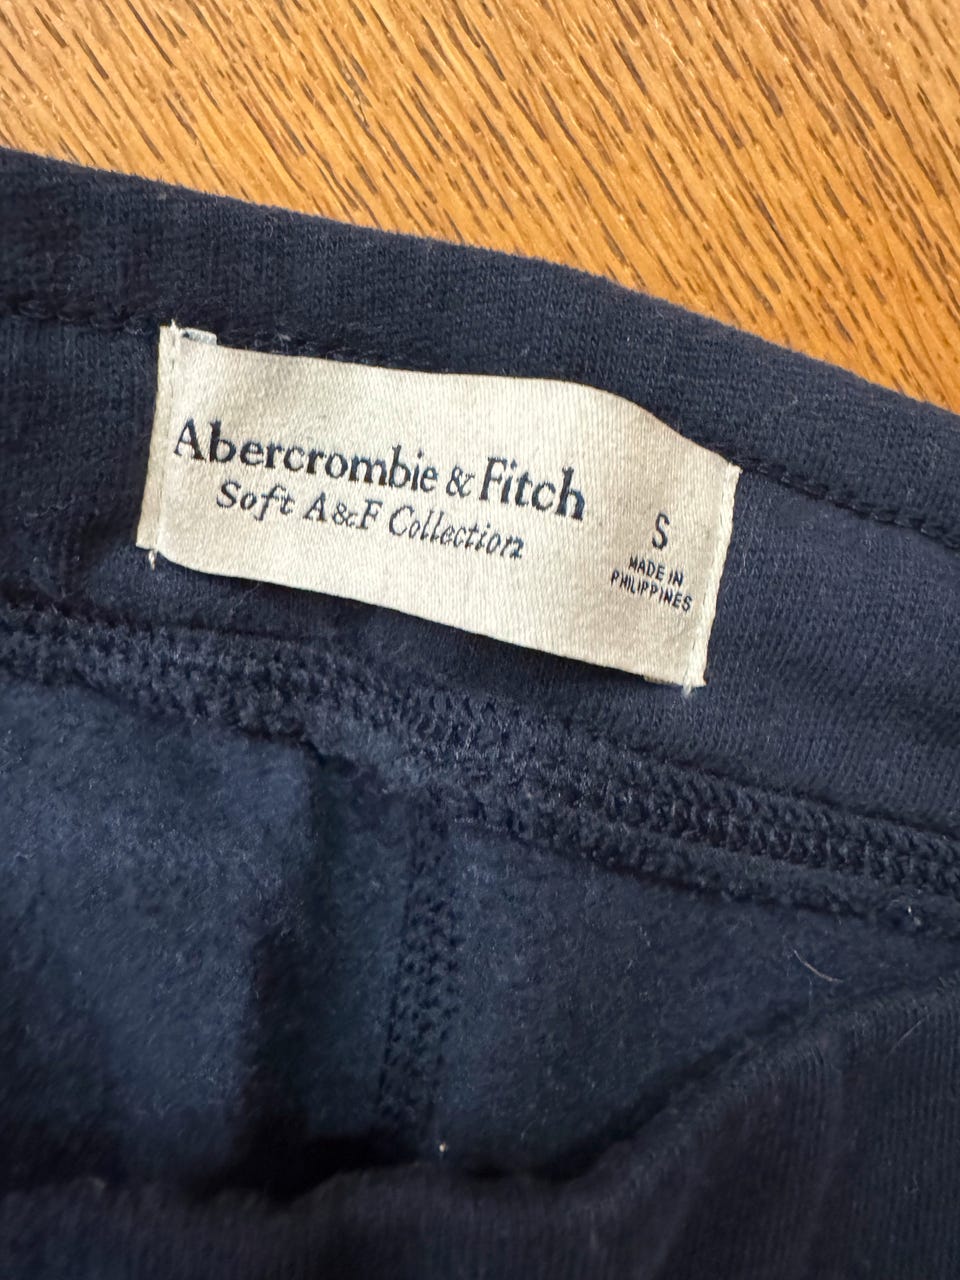 Abercrombie & Fitch
Soft A&F Collection
S
MADE IN
PHILIPPINES